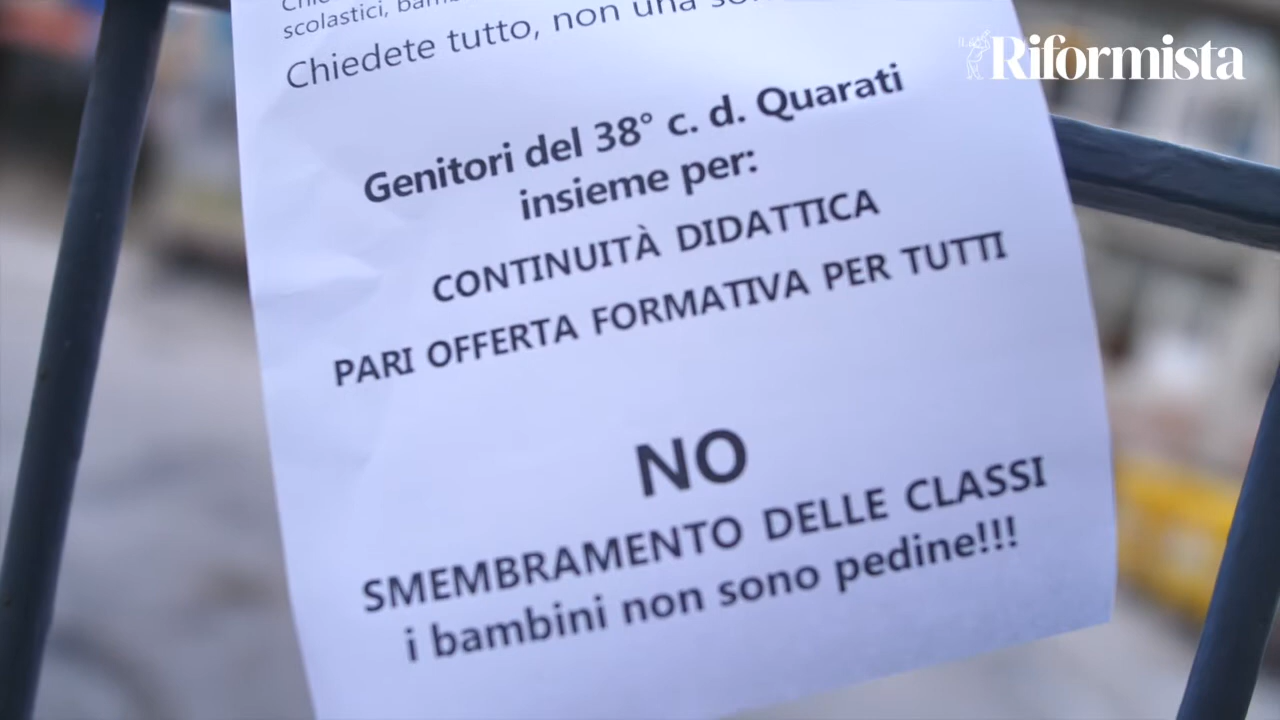 scolastici,
Chiedete tutto, non una
Genitori del 38° c. d. Quarati
insieme per:
CONTINUITÀ DIDATTICA
PARI OFFERTA FORMATIVA PER TUTTI
NO
SMEMBRAMENTO DELLE CLASSI
i bambini non sono pedine!!!
IL Riformista